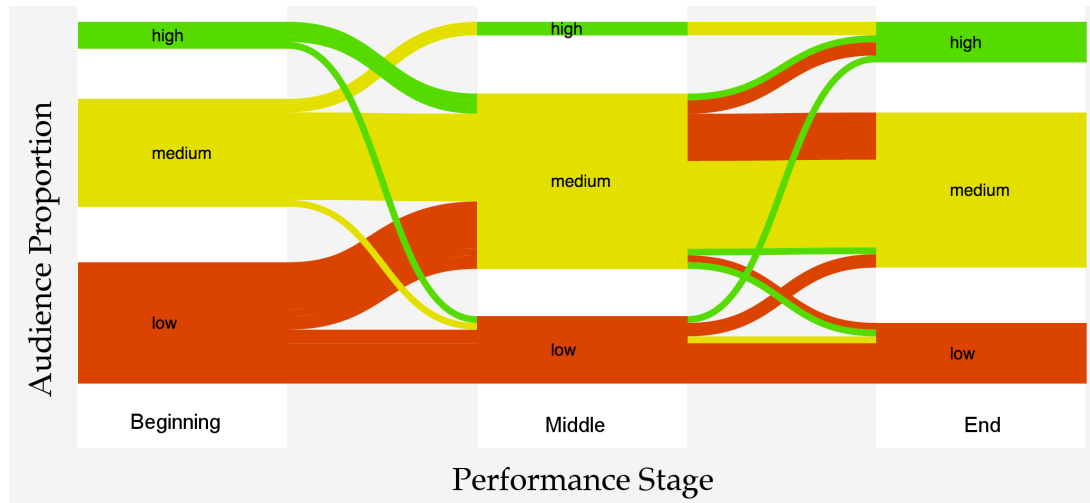 Audience Proportion
high
medium
low
Beginning
high
medium
low
Middle
high
medium
low
End
Performance Stage